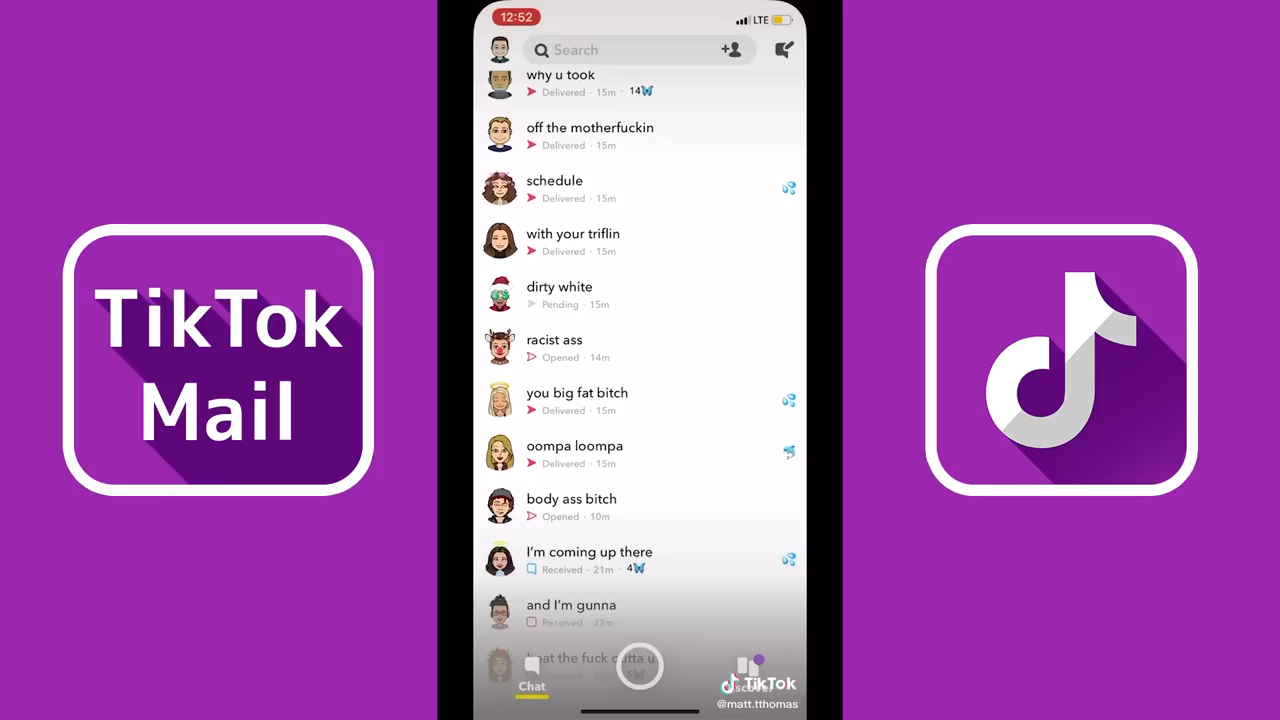 12:52
LTE
Search
why u took
Delivered · 15m · 14🦋
off the motherfuckin
Delivered · 15m
schedule
Delivered · 15m
with your triflin
Delivered · 15m
dirty white
Pending · 15m
racist ass
Opened · 14m
you big fat bitch
Delivered · 15m
oompa loompa
Delivered · 15m
body ass bitch
Opened · 10m
I'm coming up there
Received · 21m · 4🦋
and I'm gunna
Received · 23m
beat the fuck outta u
Chat
TikTok
@matt.tthomas
TikTok
Mail